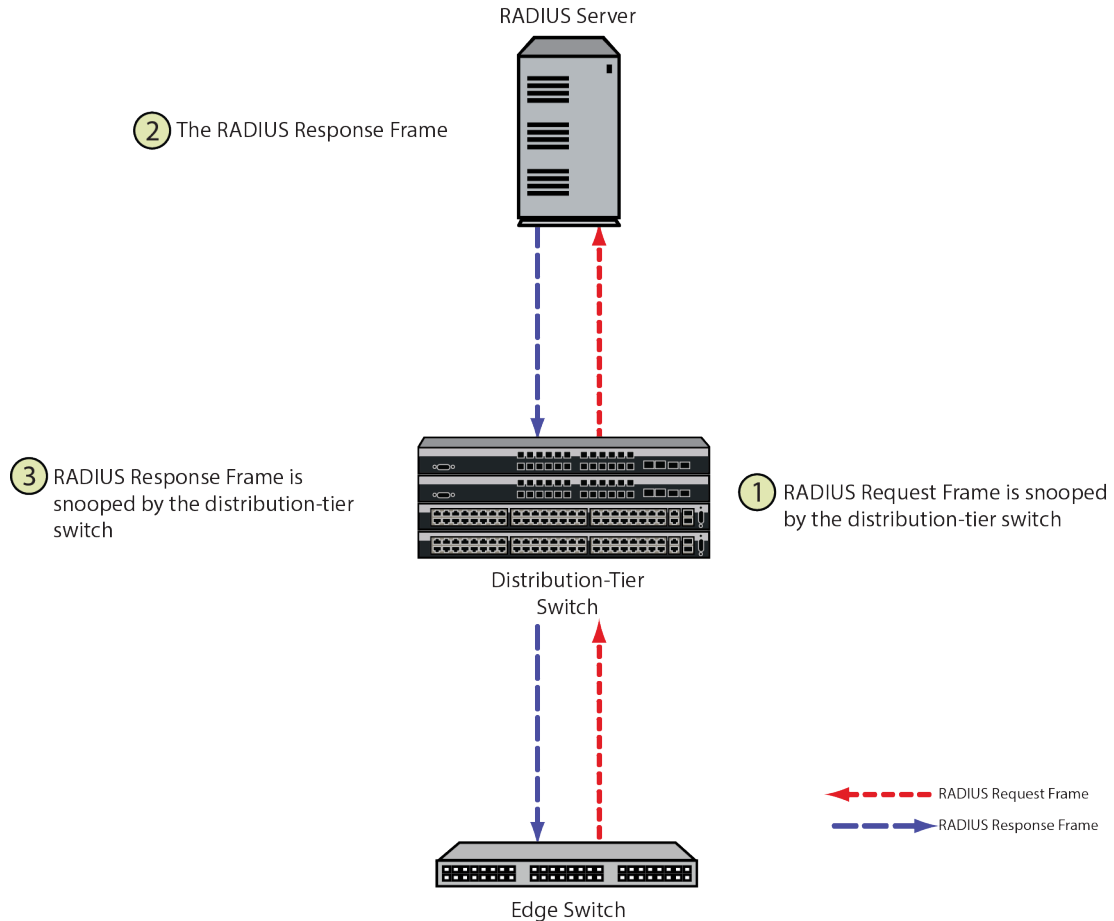 RADIUS Server
2 The RADIUS Response Frame
3 RADIUS Response Frame is
snooped by the distribution-tier
switch
1 RADIUS Request Frame is snooped
by the distribution-tier switch
Distribution-Tier
Switch
RADIUS Request Frame
RADIUS Response Frame
Edge Switch